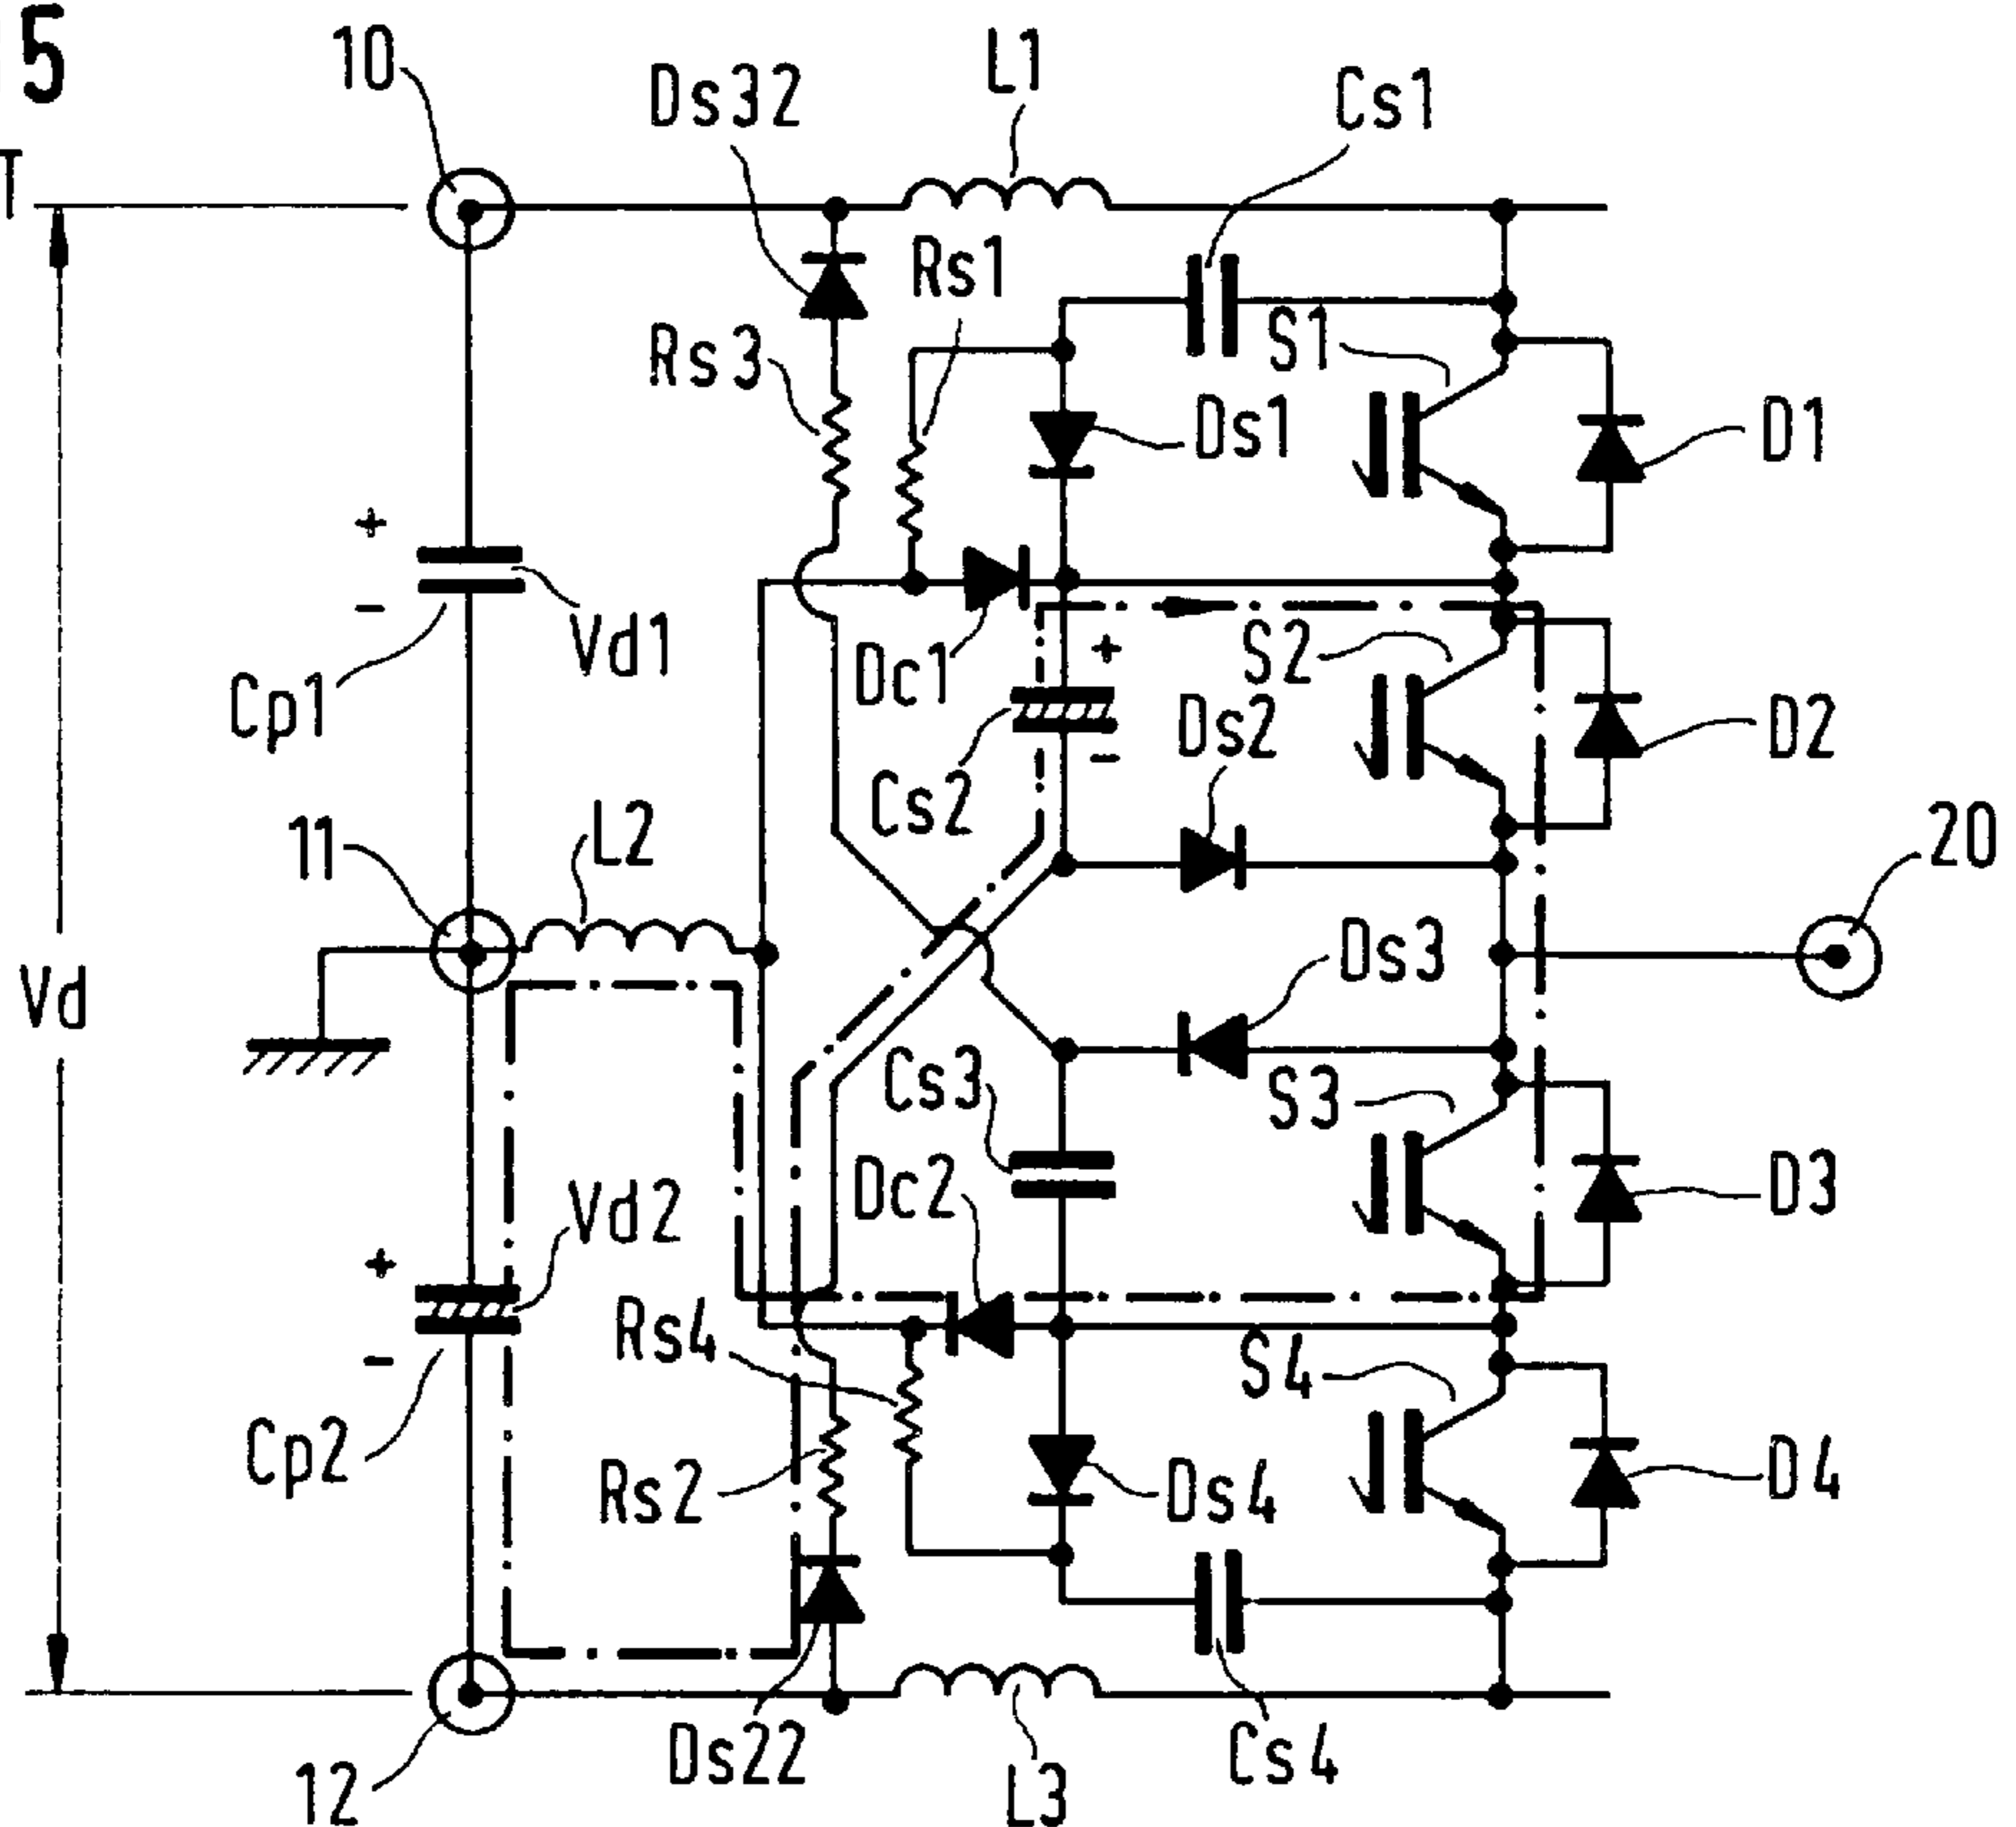 15
10
Ds32
L1
Cs1
T
Rs1
S1
Rs3
Ds1
D1
+
-
Vd1
Cp1
Dc1
+
S2
Ds2
D2
Cs2
-
11
L2
20
Vd
Ds3
Cs3
S3
Dc2
D3
Vd2
+
Rs4
-
S4
Cp2
Rs2
Ds4
D4
Ds22
Cs4
12
L3